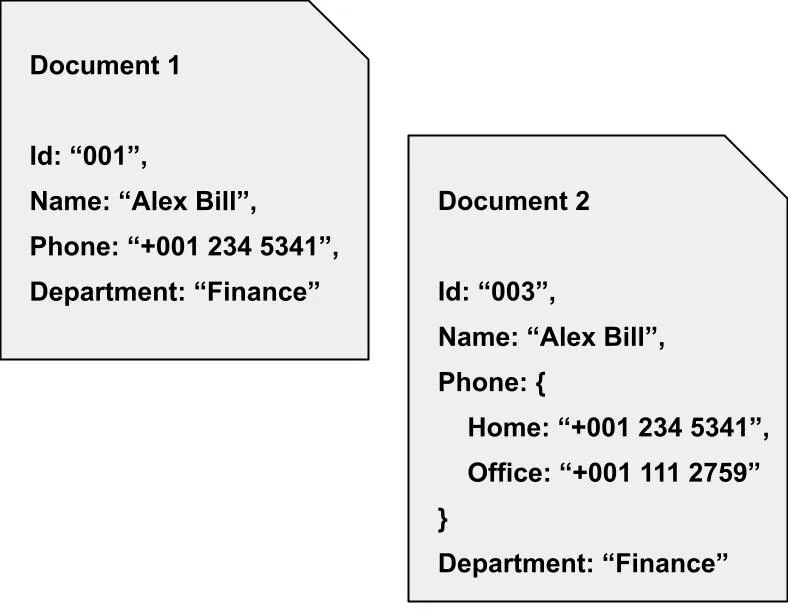 Document 1
Id: “001”,
Name: “Alex Bill”,
Phone: “+001 234 5341”,
Department: “Finance”
Document 2
Id: “003”,
Name: “Alex Bill”,
Phone: {
Home: “+001 234 5341”,
Office: “+001 111 2759”
}
Department: “Finance”